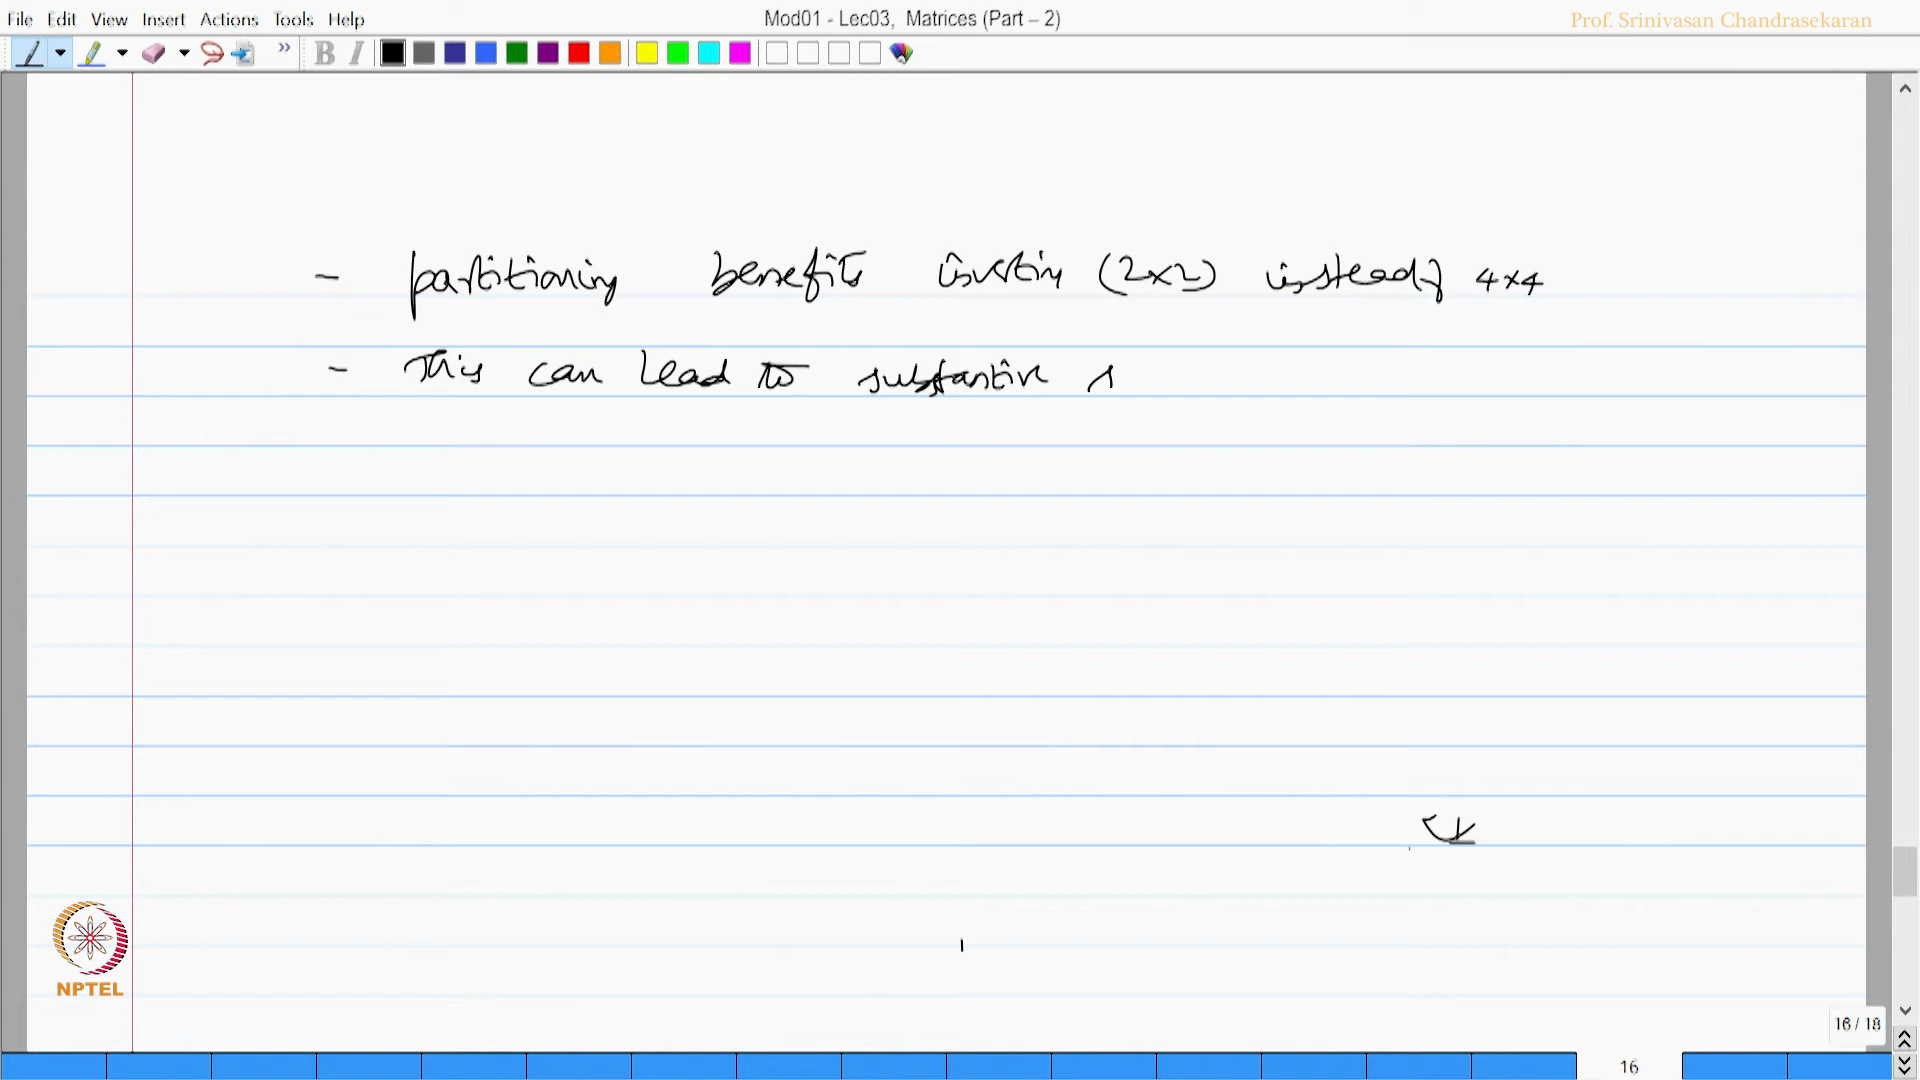 File Edit View Insert Actions Tools Help
Mod01 - Lec03, Matrices (Part – 2)
Prof. Srinivasan Chandrasekaran
B I
- partitioning benefits (2x2) instead of 4x4
- This can lead to substantive s
NPTEL
16 / 18
16